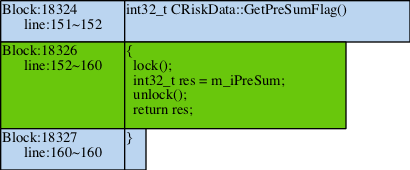 Block:18324
line:151~152
int32_t CRiskData::GetPreSumFlag()
Block:18326
line:152~160
{
lock();
int32_t res = m_iPreSum;
unlock();
return res;
Block:18327
line:160~160
}